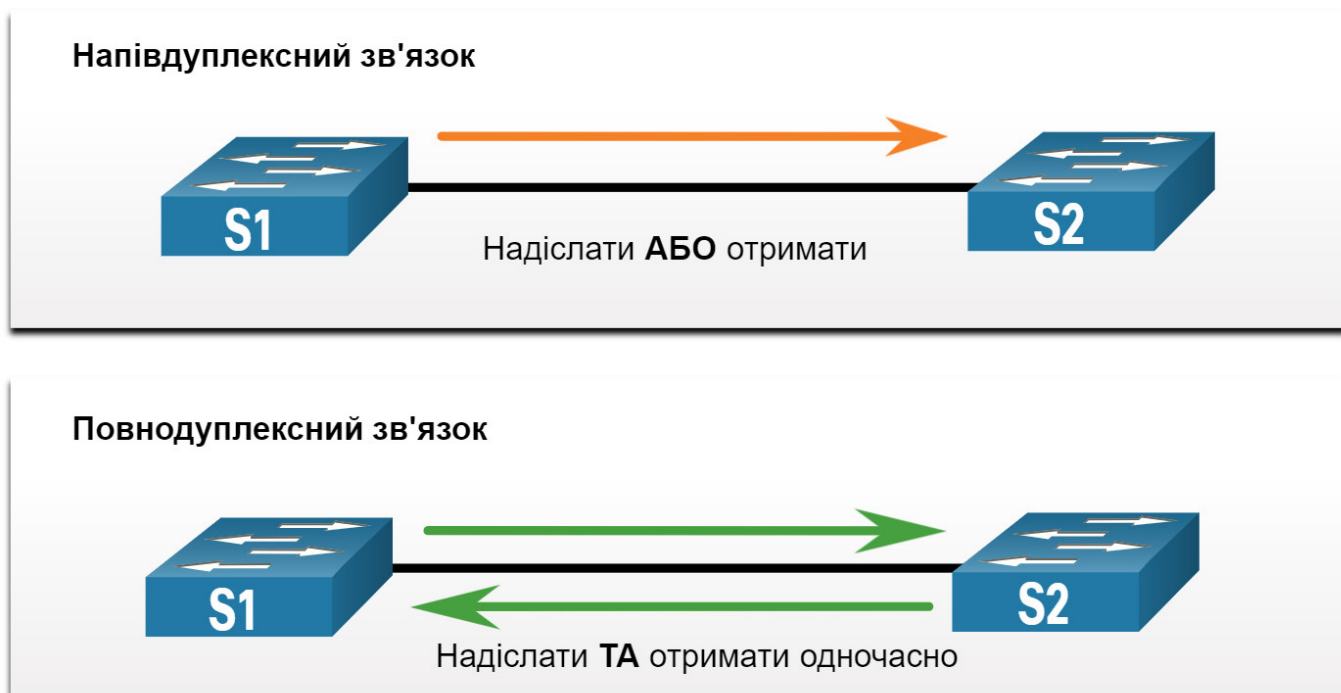 Напівдуплексний зв'язок
S1
S2
Надіслати АБО отримати
Повнодуплексний зв'язок
S1
S2
Надіслати ТА отримати одночасно